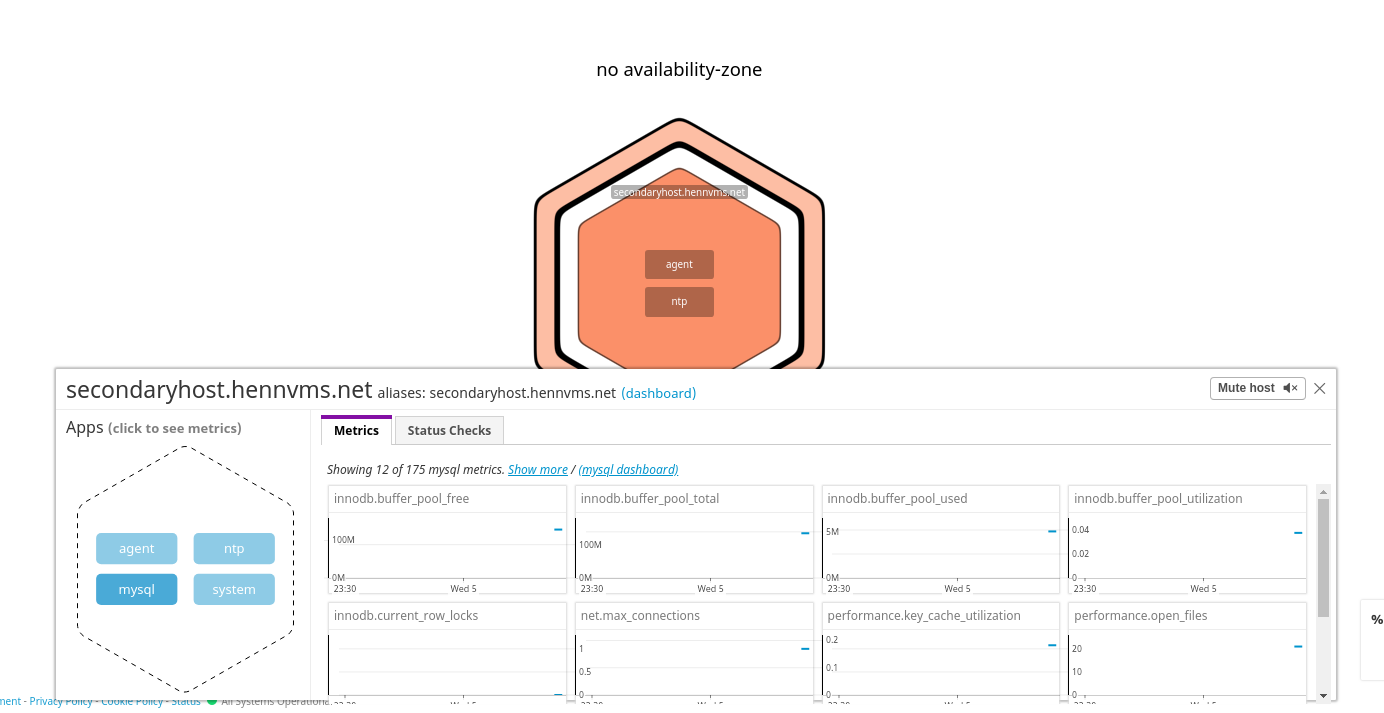 no availability-zone
secondaryhost.hennvms.net
agent
ntp
secondaryhost.hennvms.net aliases: secondaryhost.hennvms.net (dashboard)
Mute host
Apps (click to see metrics)
Metrics
Status Checks
Showing 12 of 175 mysql metrics. Show more / (mysql dashboard)
agent
ntp
mysql
system
innodb.buffer_pool_free
100M
0M
23:30
Wed 5
innodb.buffer_pool_total
100M
0M
23:30
Wed 5
innodb.buffer_pool_used
5M
0M
23:30
Wed 5
innodb.buffer_pool_utilization
0.04
0.02
0
23:30
Wed 5
innodb.current_row_locks
net.max_connections
1
0.5
0
performance.key_cache_utilization
0.2
0.1
0
performance.open_files
20
10
0
%
ment - Privacy Policy - Cookie Policy - Status All Systems Operational